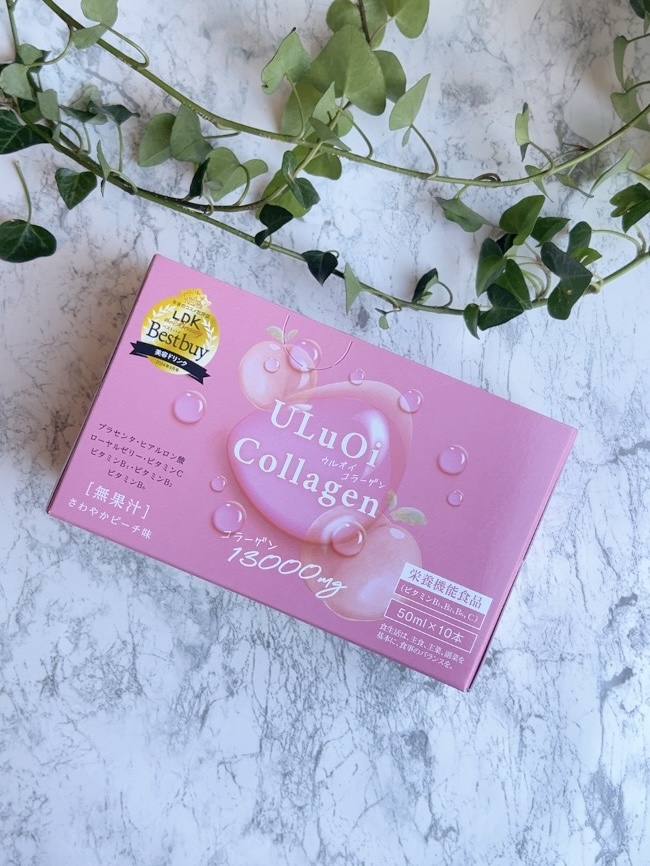 LDK
Best buy
美容ドリンク
ULuOi
ウルオイ
Collagen
コラーゲン
プラセンタ・ヒアルロン酸
ローヤルゼリー・ビタミンC
ビタミンB₁・ビタミンB₂
ビタミンB₆
[無果汁]
さわやかピーチ味
コラーゲン
13000mg
栄養機能食品
(ビタミンB₁、B₂、B₆、C)
50ml×10本
食生活は、主食、主菜、副菜を
基本に、食事のバランスを。